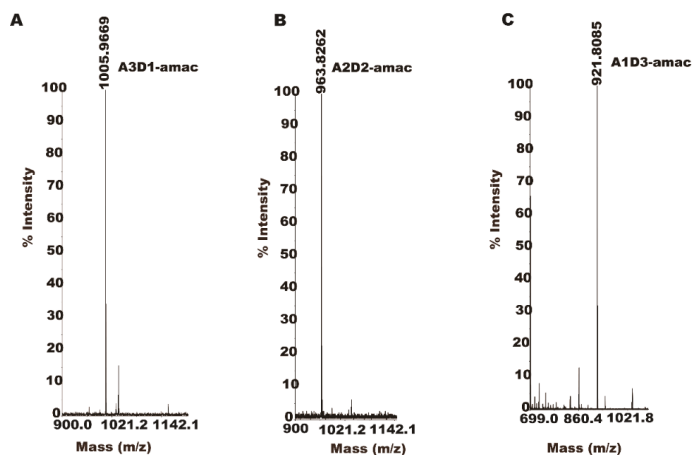 A
1005.9669
A3D1-amac
100
90
80
70
60
50
40
30
20
10
0
% Intensity
900.0 1021.2 1142.1
Mass (m/z)
B
963.8262
A2D2-amac
100
90
80
70
60
50
40
30
20
10
0
% Intensity
900 1021.2 1142.1
Mass (m/z)
C
921.8085
A1D3-amac
100
90
80
70
60
50
40
30
20
10
0
% Intensity
699.0 860.4 1021.8
Mass (m/z)